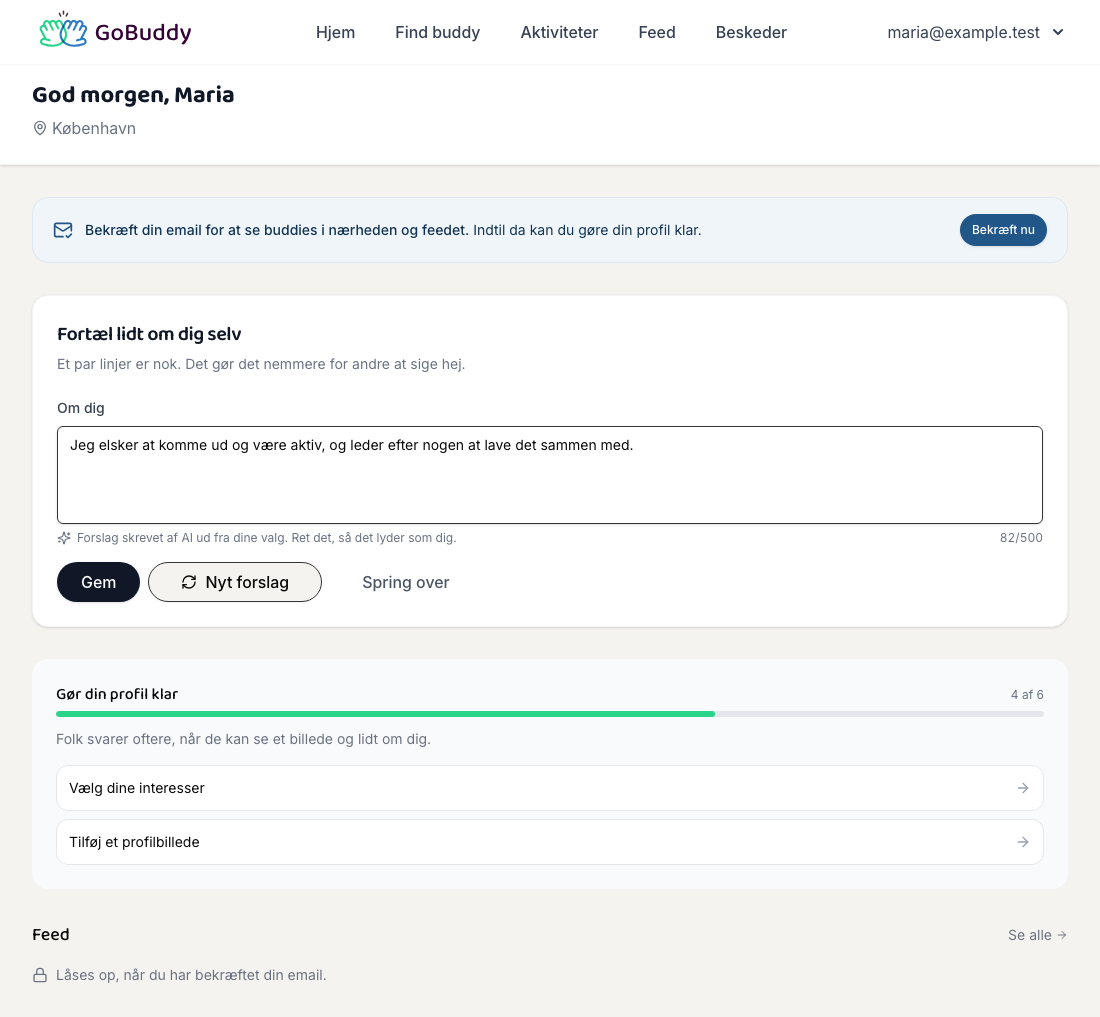 GoBuddy
Hjem
Find buddy
Aktiviteter
Feed
Beskeder
maria@example.test
God morgen, Maria
København
Bekræft din email for at se buddies i nærheden og feedet. Indtil da kan du gøre din profil klar.
Bekræft nu
Fortæl lidt om dig selv
Et par linjer er nok. Det gør det nemmere for andre at sige hej.
Om dig
Jeg elsker at komme ud og være aktiv, og leder efter nogen at lave det sammen med.
Forslag skrevet af AI ud fra dine valg. Ret det, så det lyder som dig.
82/500
Gem
Nyt forslag
Spring over
Gør din profil klar
4 af 6
Folk svarer oftere, når de kan se et billede og lidt om dig.
Vælg dine interesser
Tilføj et profilbillede
Feed
Se alle
Låses op, når du har bekræftet din email.